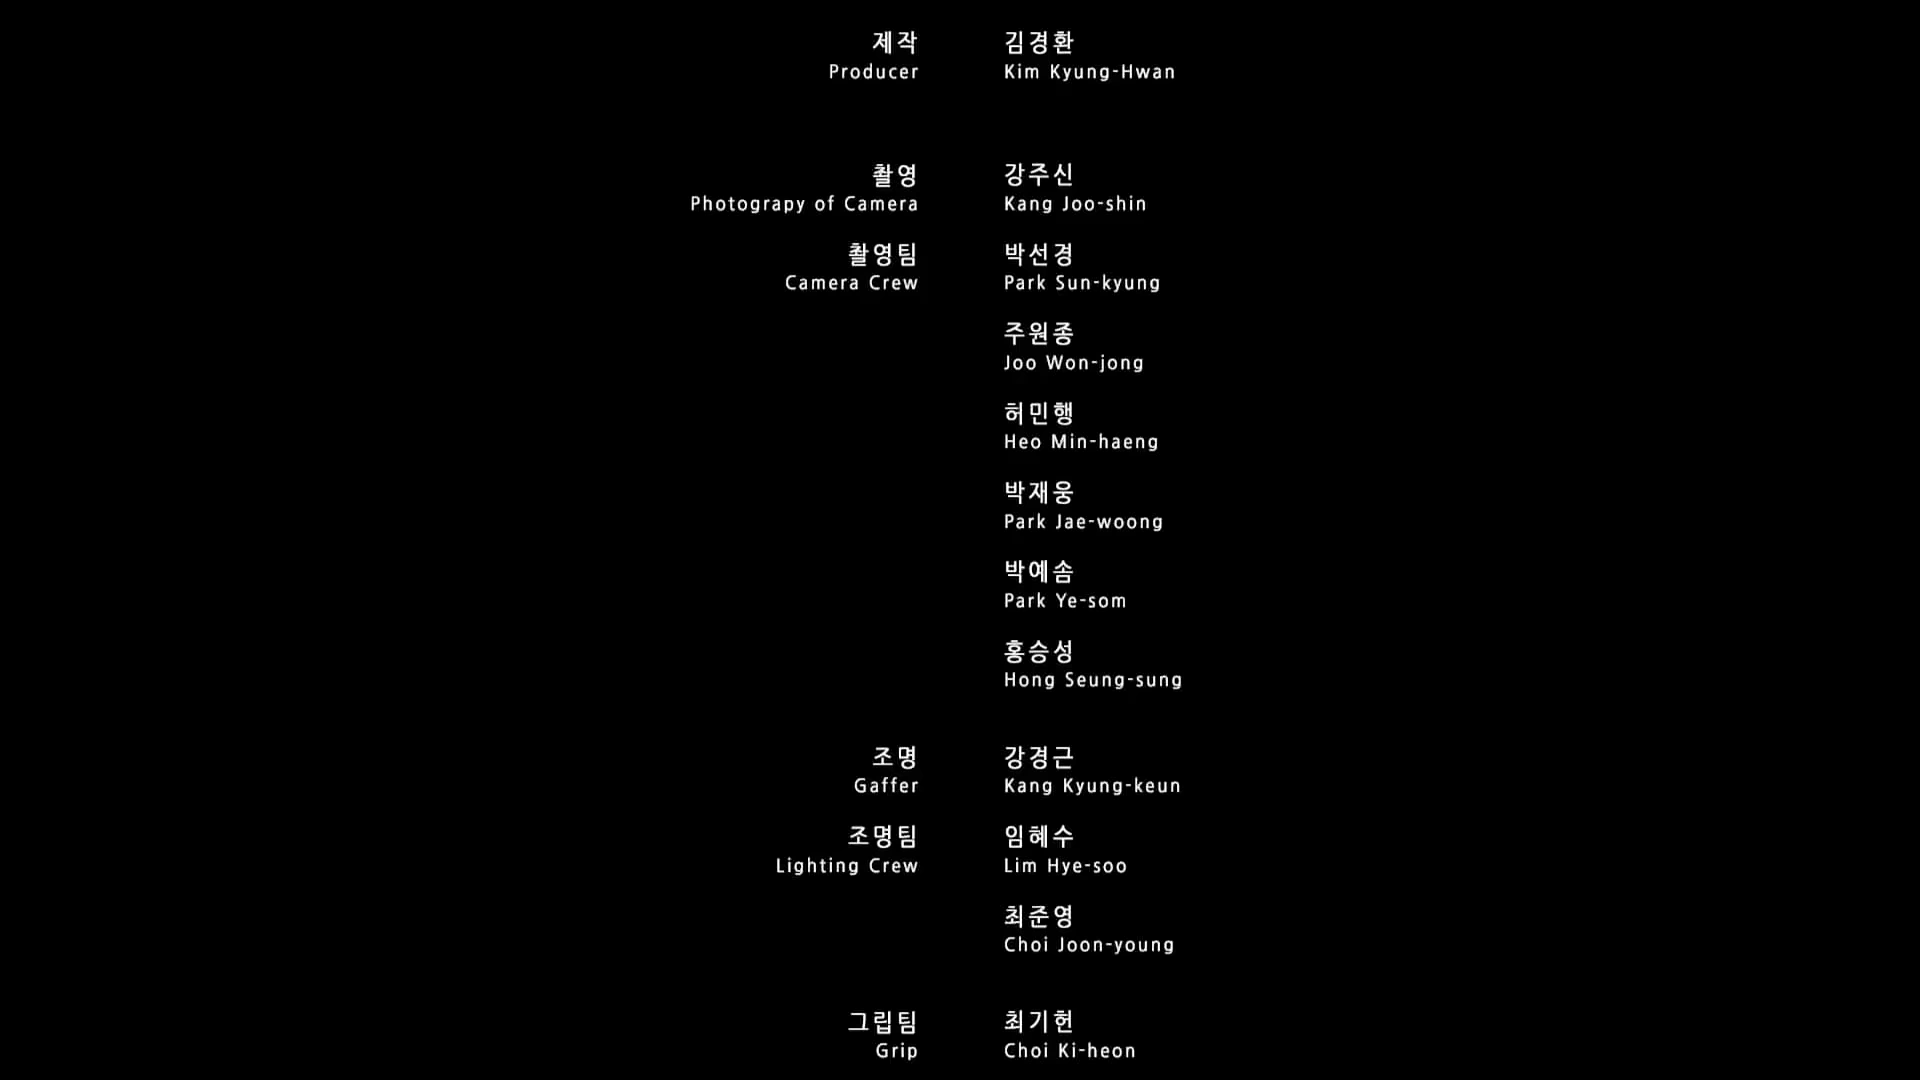 제작 김경환
Producer Kim Kyung-Hwan
촬영 강주신
Photograpy of Camera Kang Joo-shin
촬영팀 박선경
Camera Crew Park Sun-kyung
주원종
Joo Won-jong
허민행
Heo Min-haeng
박재웅
Park Jae-woong
박예솜
Park Ye-som
홍승성
Hong Seung-sung
조명 강경근
Gaffer Kang Kyung-keun
조명팀 임혜수
Lighting Crew Lim Hye-soo
최준영
Choi Joon-young
그립팀 최기헌
Grip Choi Ki-heon